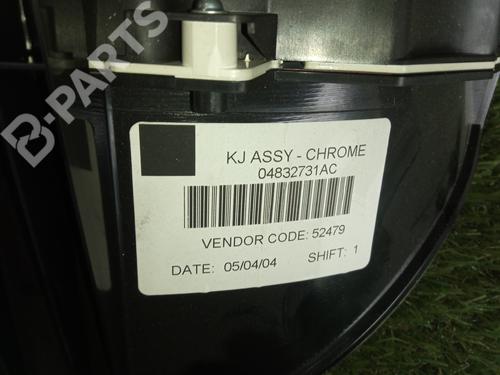 B-PARTS
KJ ASSY - CHROME
04832731AC
VENDOR CODE: 52479
DATE: 05/04/04 SHIFT: 1